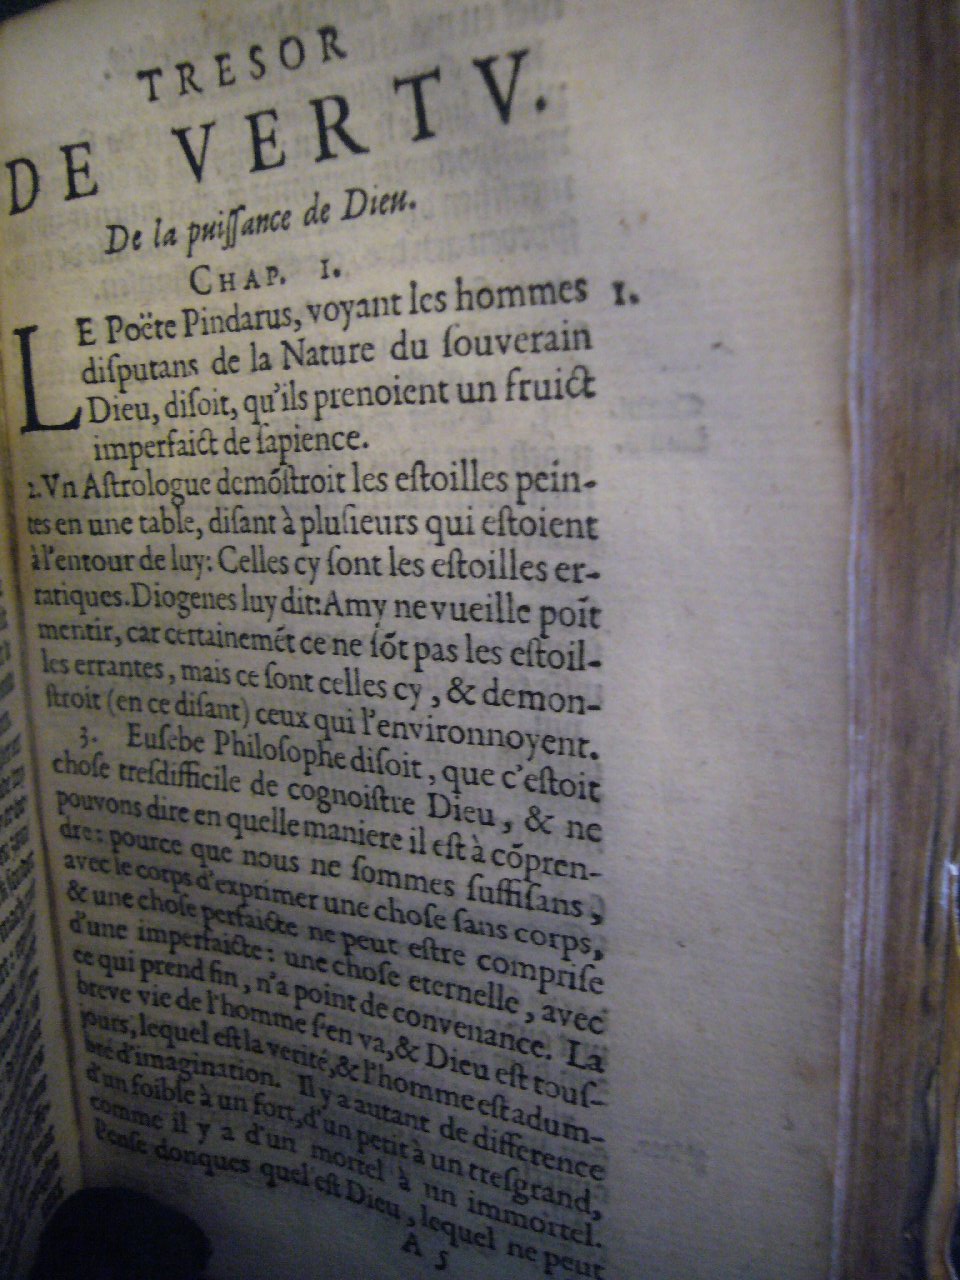 TRESOR
DE VERTV.
De la puiſſance de Dieu.
CHAP. I.
LE Poëte Pindarus, voyant les hommes 1.
diſputans de la Nature du ſouverain
Dieu, diſoit, qu'ils prenoient un fruict
imperfaict de ſapience.
2. Vn Aſtrologue demõſtroit les eſtoilles pein-
tes en une table, diſant à pluſieurs qui eſtoient
à l'entour de luy: Celles cy ſont les eſtoilles er-
ratiques. Diogenes luy dit: Amy ne vueille poĩt
mentir, car certainemẽt ce ne ſõt pas les eſtoil-
les errantes, mais ce ſont celles cy, & demon-
ſtroit (en ce diſant) ceux qui l'environnoyent.
3. Euſebe Philoſophe diſoit, que c'eſtoit
choſe treſdifficile de cognoiſtre Dieu, & ne
pouvons dire en quelle maniere il eſt à cõpren-
dre: pource que nous ne ſommes ſuffiſans,
avec le corps d'exprimer une choſe ſans corps,
& une choſe perfaicte ne peut eſtre compriſe
d'une imperfaicte: une choſe eternelle, avec
ce qui prend fin, n'a point de convenance. La
breve vie de l'homme ſ'en va, & Dieu eſt touſ-
jours, lequel eſt la verité, & l'homme eſt adum-
bré d'imagination. Il y a autant de difference
d'un foible à un fort, d'un petit à un treſgrand,
comme il y a d'un mortel à un immortel.
Penſe donques quel eſt Dieu, lequel ne peut
A 5